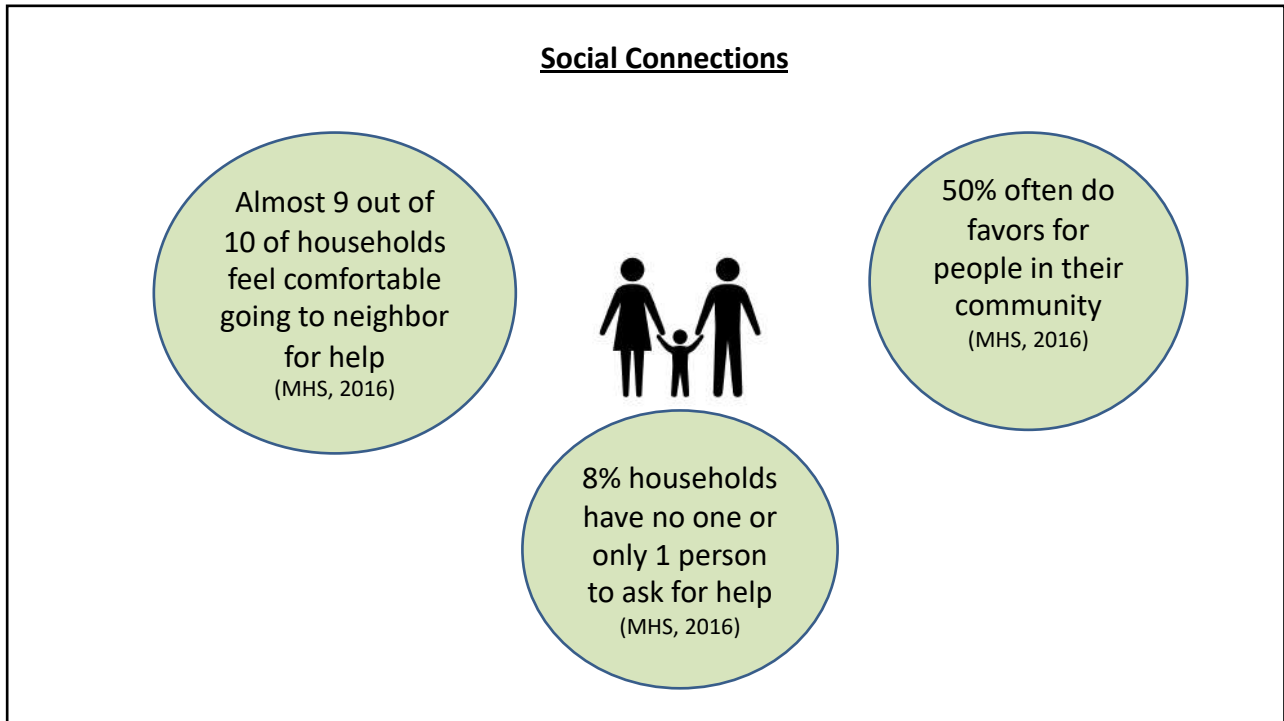 Social Connections
Almost 9 out of
10 of households
feel comfortable
going to neighbor
for help
(MHS, 2016)
50% often do
favors for
people in their
community
(MHS, 2016)
8% households
have no one or
only 1 person
to ask for help
(MHS, 2016)